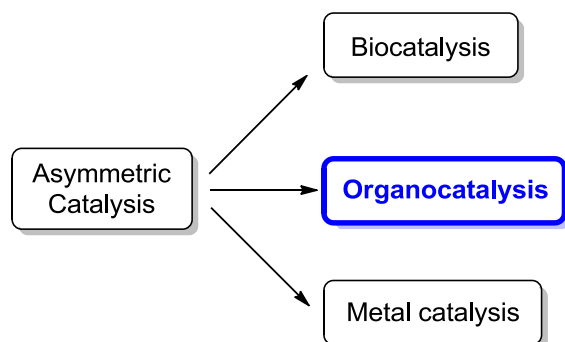 Biocatalysis
Asymmetric
Catalysis
Organocatalysis
Metal catalysis